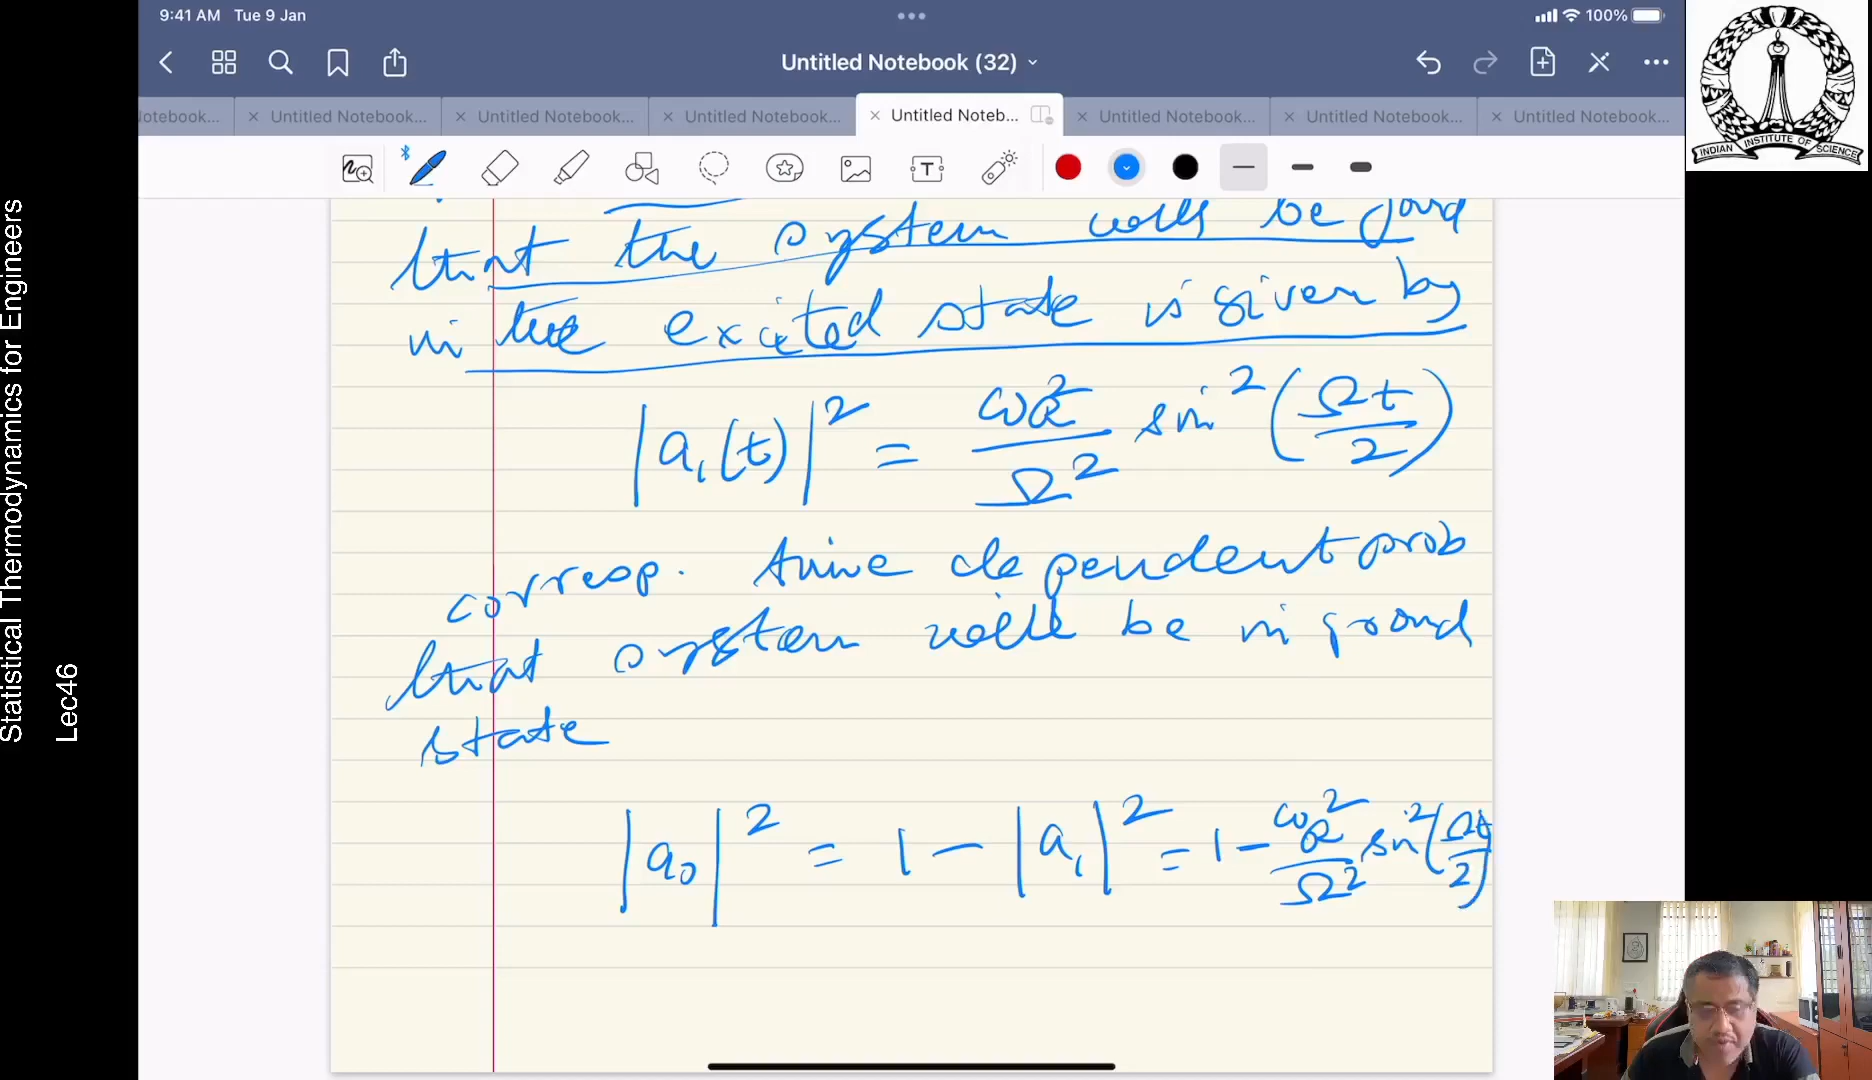 9:41 AM Tue 9 Jan
100%
Untitled Notebook (32)
otebook...
Untitled Notebook...
Untitled Notebook...
Untitled Notebook...
Untitled Noteb...
Untitled Notebook...
Untitled Notebook...
Untitled Notebook...
T
INDIAN INSTITUTE OF SCIENCE
Statistical Thermodynamics for Engineers
Lec46
that the system will be found
in the excited state is given by
|a₁(t)|² = ω_R²/Ω² sin²(Ωt/2)
corresp. time dependent prob
that system will be in ground
state
|a₀|² = 1 - |a₁|² = 1 - ω_R²/Ω² sin²(Ωt/2)